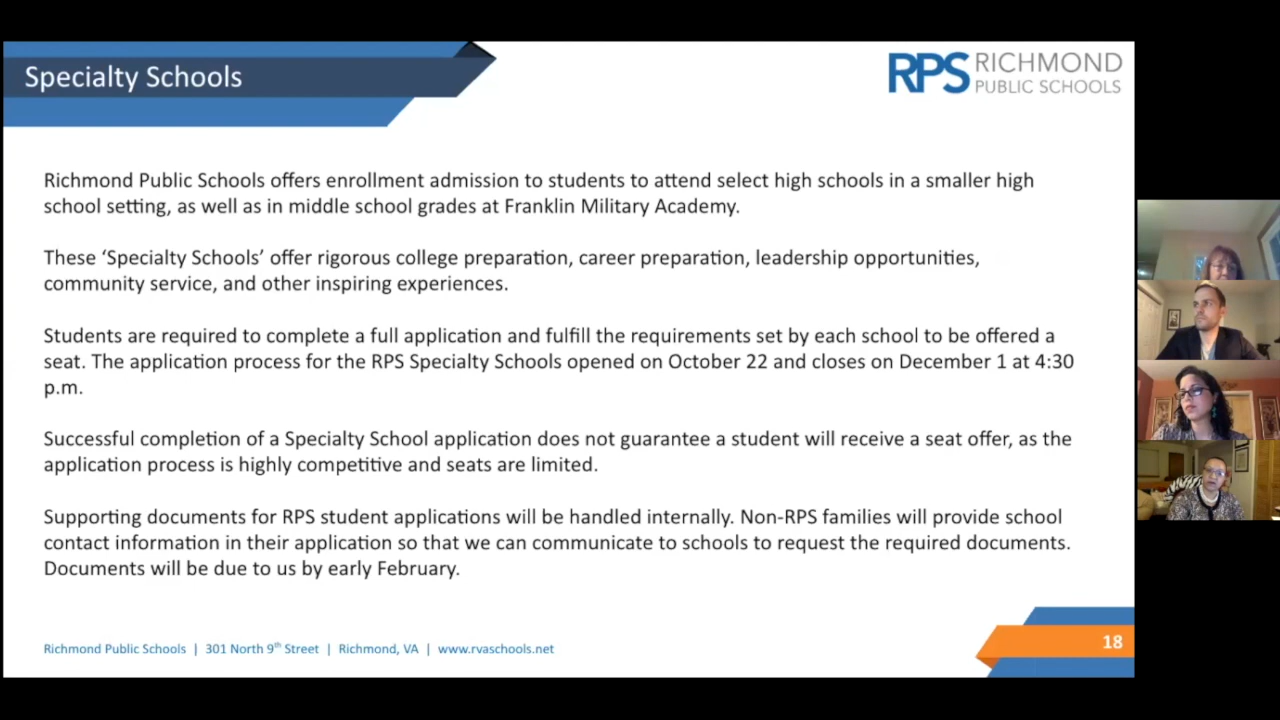 Specialty Schools
RPS RICHMOND
PUBLIC SCHOOLS
Richmond Public Schools offers enrollment admission to students to attend select high schools in a smaller high
school setting, as well as in middle school grades at Franklin Military Academy.
These ‘Specialty Schools’ offer rigorous college preparation, career preparation, leadership opportunities,
community service, and other inspiring experiences.
Students are required to complete a full application and fulfill the requirements set by each school to be offered a
seat. The application process for the RPS Specialty Schools opened on October 22 and closes on December 1 at 4:30
p.m.
Successful completion of a Specialty School application does not guarantee a student will receive a seat offer, as the
application process is highly competitive and seats are limited.
Supporting documents for RPS student applications will be handled internally. Non-RPS families will provide school
contact information in their application so that we can communicate to schools to request the required documents.
Documents will be due to us by early February.
Richmond Public Schools | 301 North 9th Street | Richmond, VA | www.rvaschools.net
18